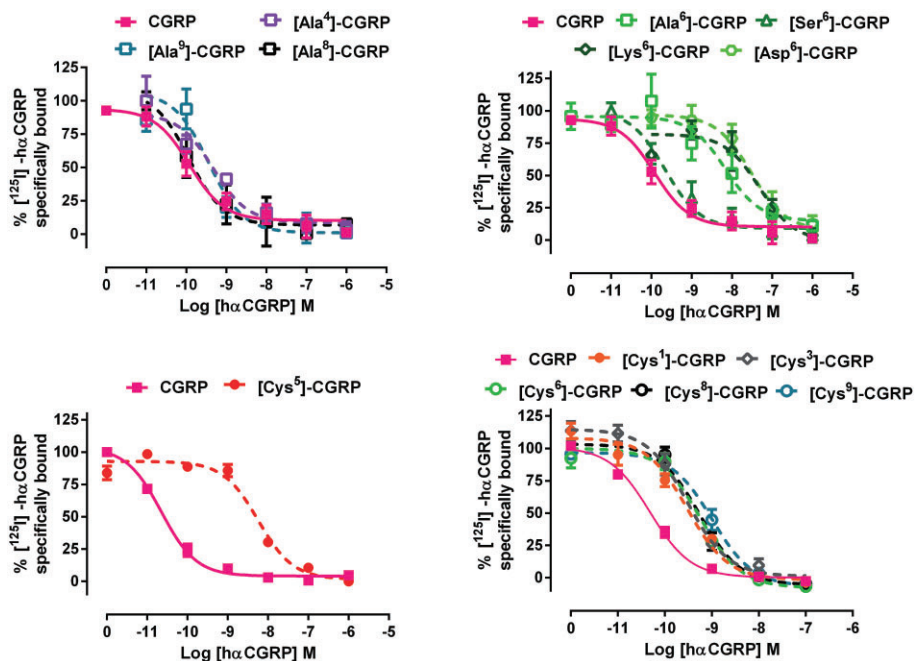 CGRP [Ala⁴]-CGRP
[Ala⁹]-CGRP [Ala⁸]-CGRP
% [¹²⁵I] -hαCGRP
specifically bound
125
100
75
50
25
0
0 -11 -10 -9 -8 -7 -6 -5
Log [hαCGRP] M
CGRP [Ala⁶]-CGRP [Ser⁶]-CGRP
[Lys⁶]-CGRP [Asp⁶]-CGRP
% [¹²⁵I] -hαCGRP
specifically bound
125
100
75
50
25
0
0 -11 -10 -9 -8 -7 -6 -5
Log [hαCGRP] M
CGRP [Cys⁵]-CGRP
% [¹²⁵I] -hαCGRP
specifically bound
125
100
75
50
25
0
0 -11 -10 -9 -8 -7 -6 -5
Log [hαCGRP] M
CGRP [Cys¹]-CGRP [Cys³]-CGRP
[Cys⁶]-CGRP [Cys⁸]-CGRP [Cys⁹]-CGRP
% [¹²⁵I] -hαCGRP
specifically bound
125
100
75
50
25
0
0 -11 -10 -9 -8 -7 -6
Log [hαCGRP] M